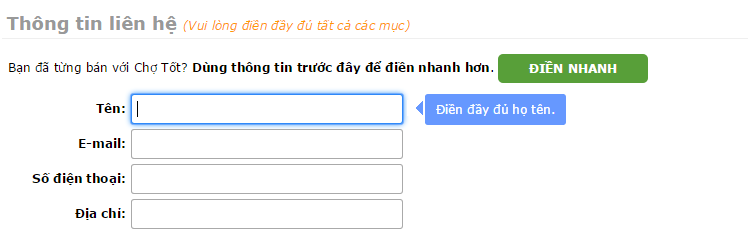 Thông tin liên hệ (Vui lòng điền đầy đủ tất cả các mục)
Bạn đã từng bán với Chợ Tốt? Dùng thông tin trước đây để điền nhanh hơn. ĐIỀN NHANH
Tên: Điền đầy đủ họ tên.
E-mail:
Số điện thoại:
Địa chỉ: